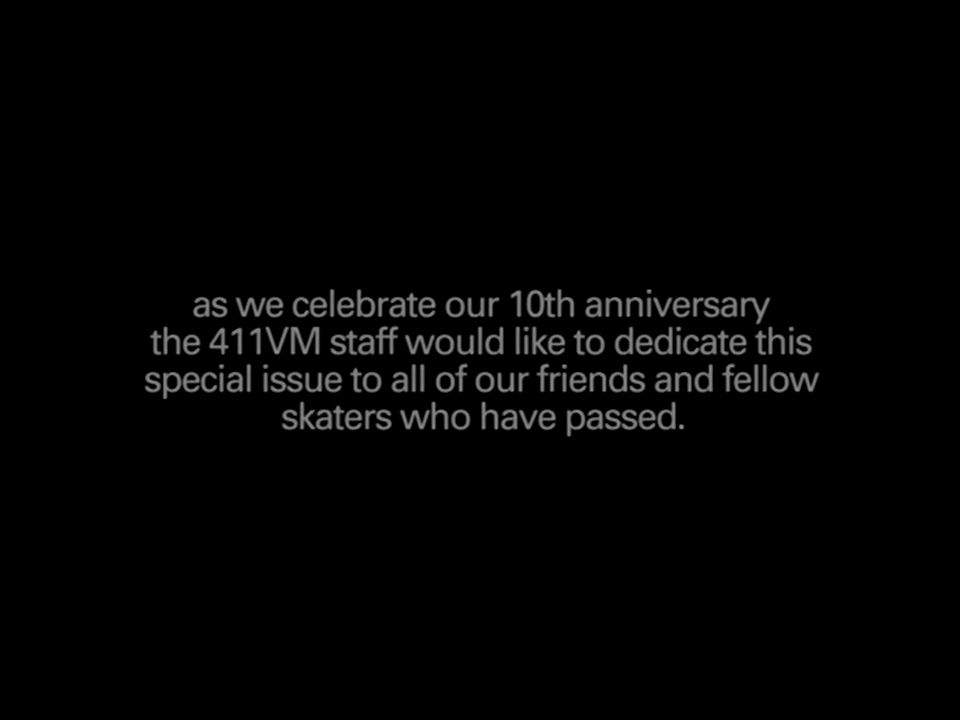 as we celebrate our 10th anniversary
the 411VM staff would like to dedicate this
special issue to all of our friends and fellow
skaters who have passed.